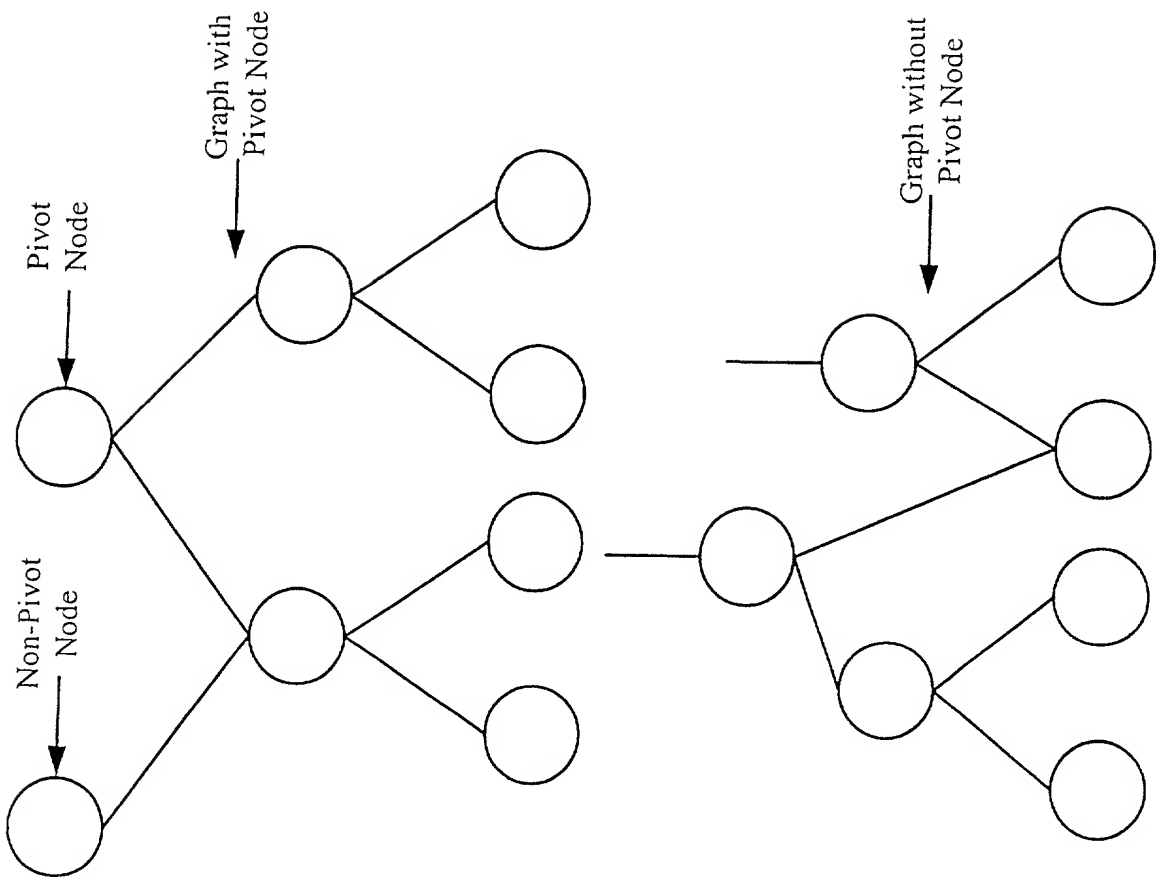 Non-Pivot
Node
Pivot
Node
Graph with
Pivot Node
Graph without
Pivot Node